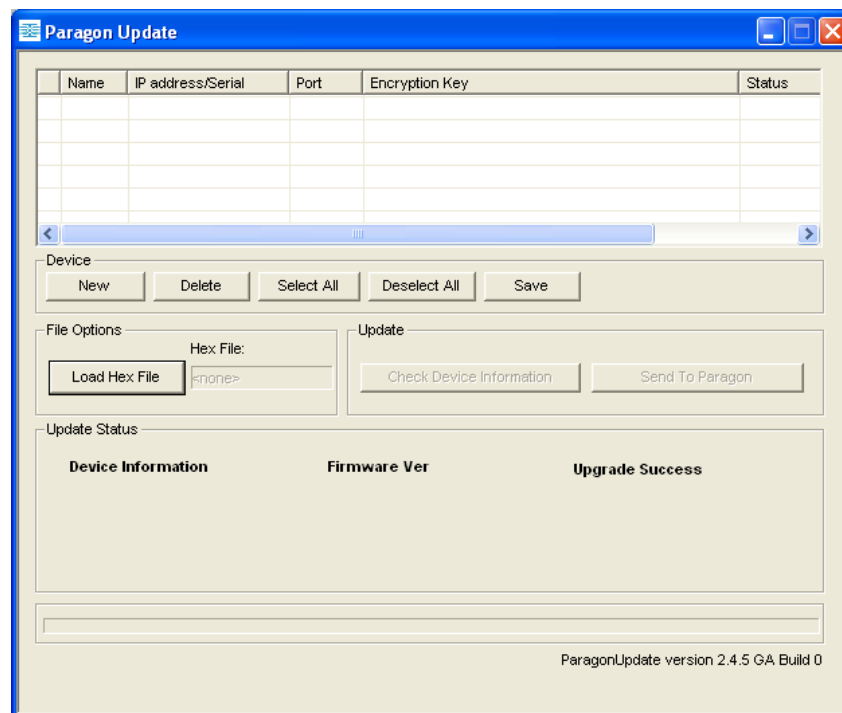 Paragon Update
Name IP address/Serial Port Encryption Key Status
Device
New Delete Select All Deselect All Save
File Options Update
Hex File:
Load Hex File <none> Check Device Information Send To Paragon
Update Status
Device Information Firmware Ver Upgrade Success
ParagonUpdate version 2.4.5 GA Build 0